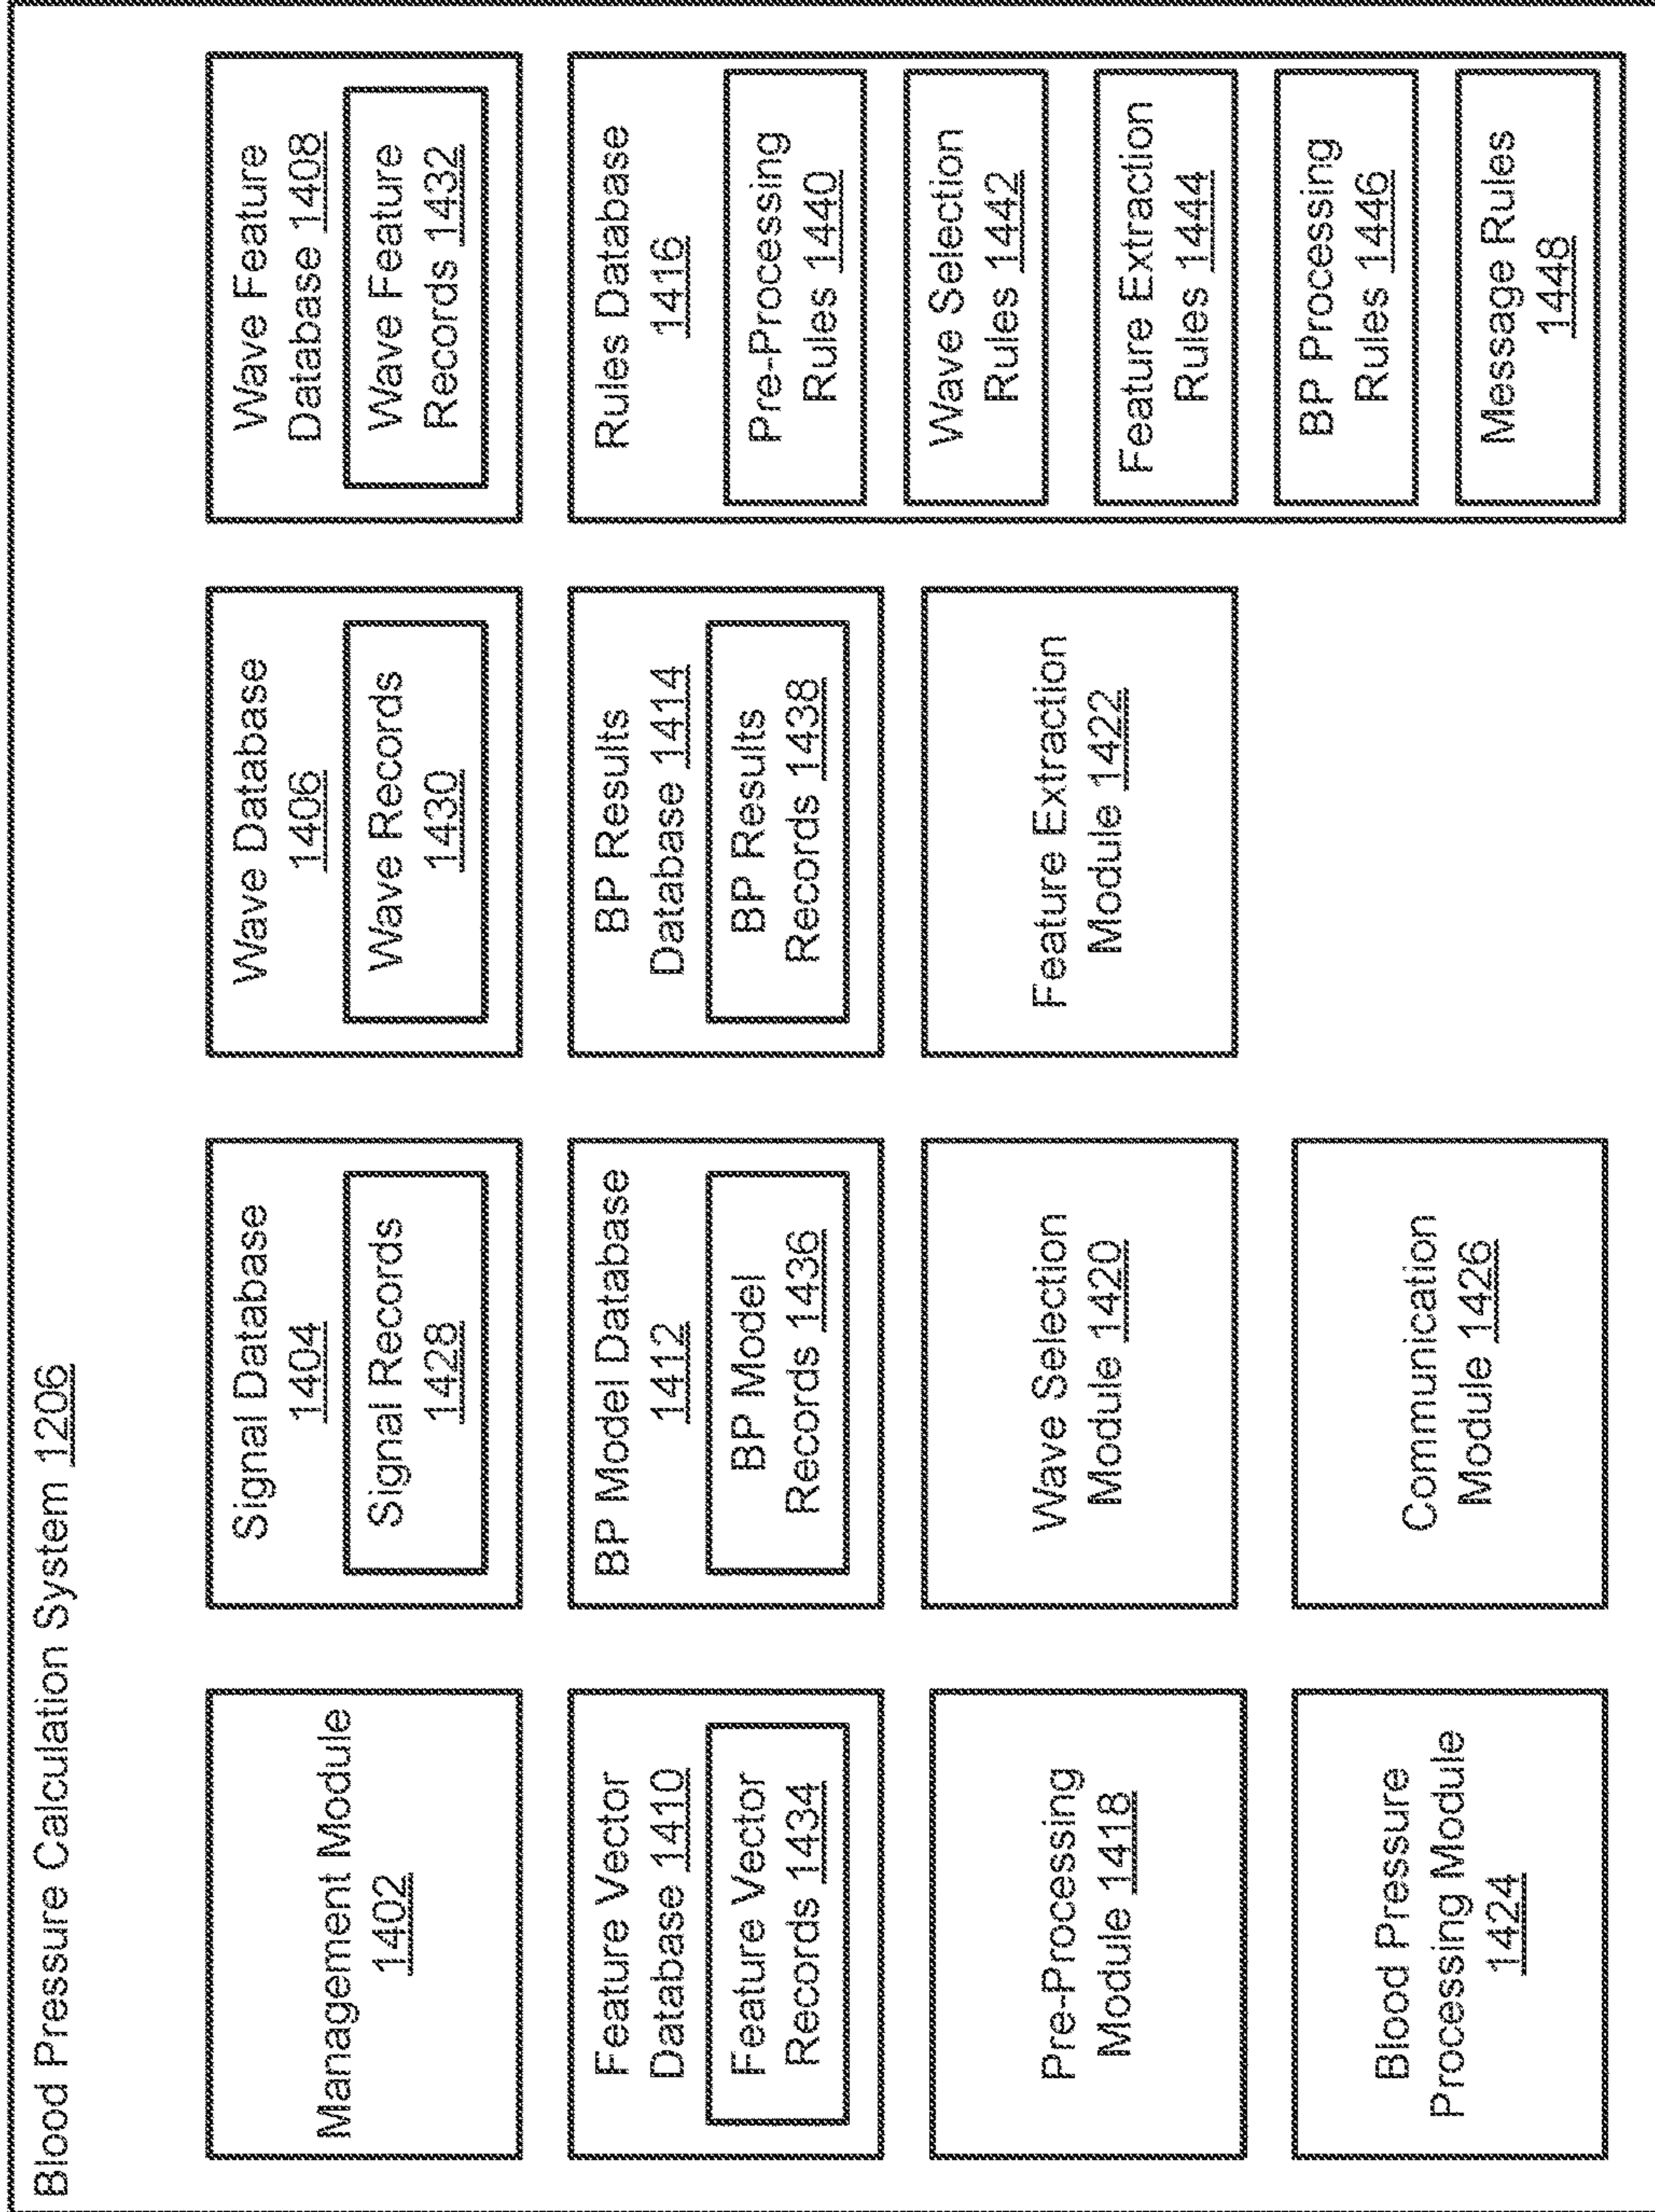 Blood Pressure Calculation System 1206
Management Module
1402
Signal Database
1404
Signal Records
1428
Wave Database
1406
Wave Records
1430
Wave Feature
Database 1408
Wave Feature
Records 1432
Feature Vector
Database 1410
Feature Vector
Records 1434
BP Model Database
1412
BP Model
Records 1436
BP Results
Database 1414
BP Results
Records 1438
Rules Database
1416
Pre-Processing
Rules 1440
Wave Selection
Rules 1442
Feature Extraction
Rules 1444
BP Processing
Rules 1446
Message Rules
1448
Pre-Processing
Module 1418
Wave Selection
Module 1420
Feature Extraction
Module 1422
Blood Pressure
Processing Module
1424
Communication
Module 1426